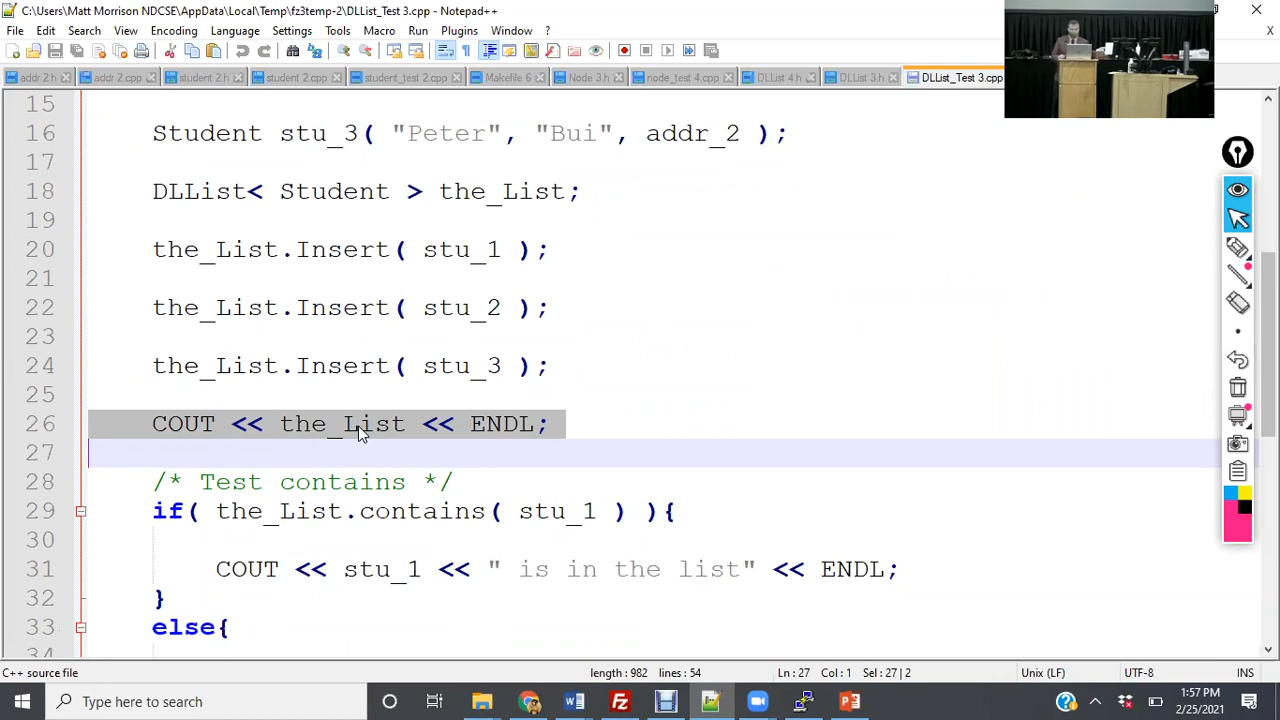 C:\Users\Matt Morrison NDCSE\AppData\Local\Temp\fz3temp-2\DLList_Test 3.cpp - Notepad++
File Edit Search View Encoding Language Settings Tools Macro Run Plugins Window ?
X
addr 2.h addr 2.cpp student 2.h student 2.cpp student_test 2.cpp Makefile 6 Node 3.h node_test 4.cpp DLList 4.h DLList 3.h DLList_Test 3.cpp
15
16 Student stu_3( "Peter", "Bui", addr_2 );
17
18 DLList< Student > the_List;
19
20 the_List.Insert( stu_1 );
21
22 the_List.Insert( stu_2 );
23
24 the_List.Insert( stu_3 );
25
26 COUT << the_List << ENDL;
27
28 /* Test contains */
29 if( the_List.contains( stu_1 ) ){
30
31 COUT << stu_1 << " is in the list" << ENDL;
32 }
33 else{
34
C++ source file length : 982 lines : 54 Ln : 27 Col : 1 Sel : 27 | 2 Unix (LF) UTF-8 INS
Type here to search
1:57 PM
2/25/2021